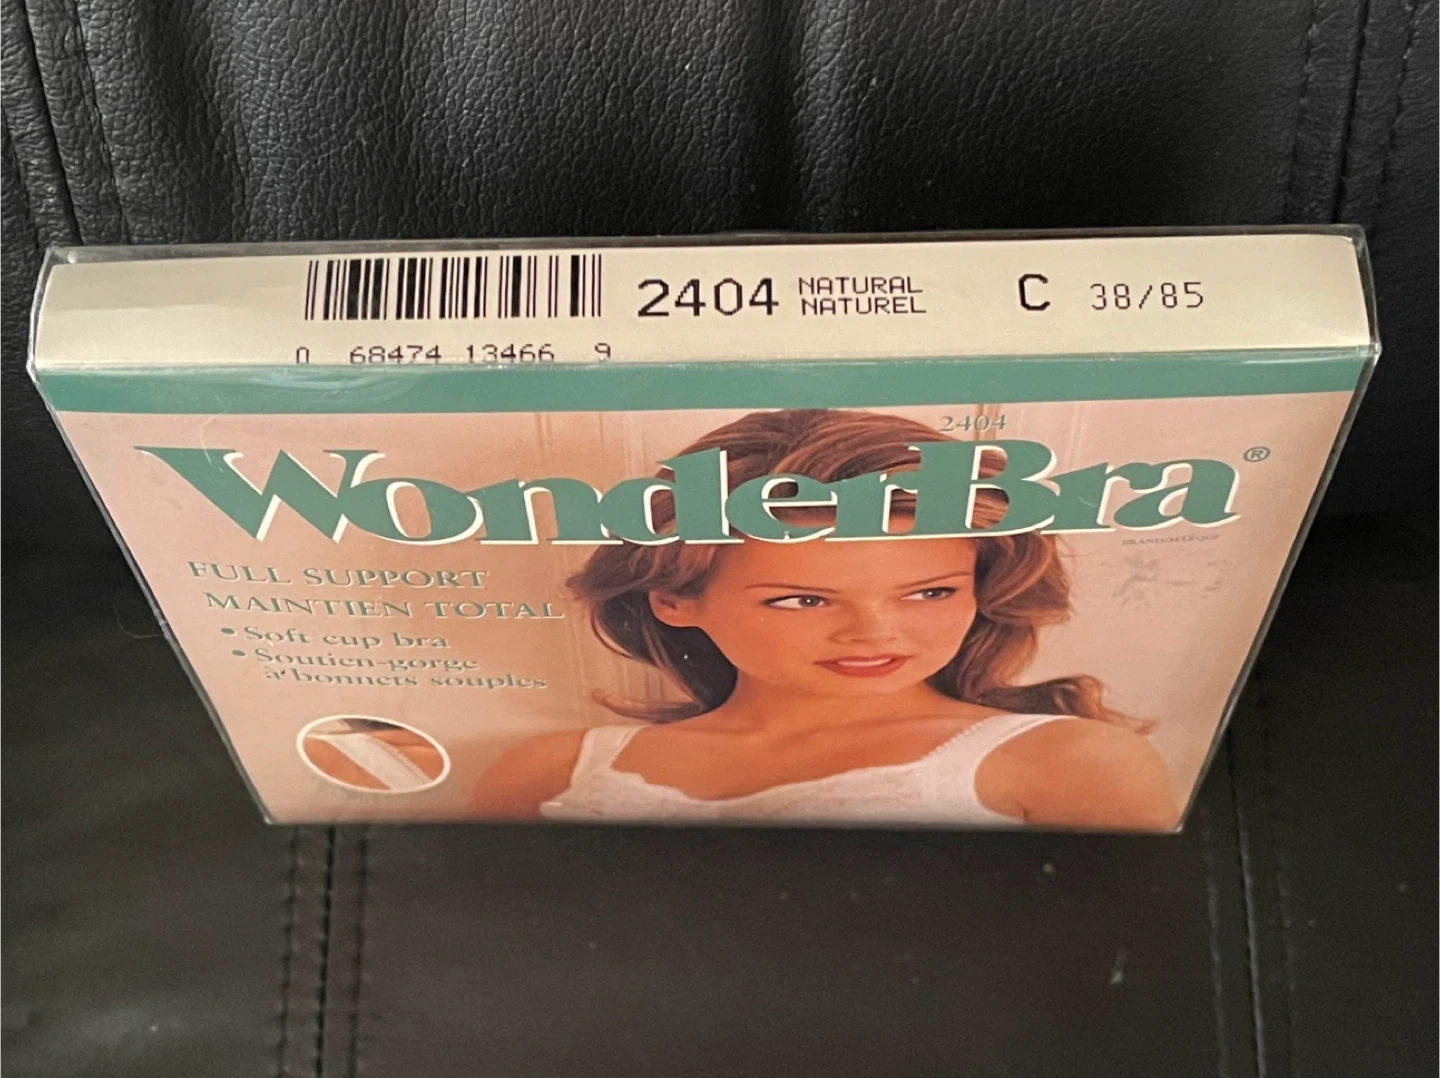 2404 NATURAL
NATUREL
C 38/85
0 68474 13466 9
2404
WonderBra®
FULL SUPPORT
MAINTIEN TOTAL
• Soft cup bra
• Soutien-gorge
à bonnets souples